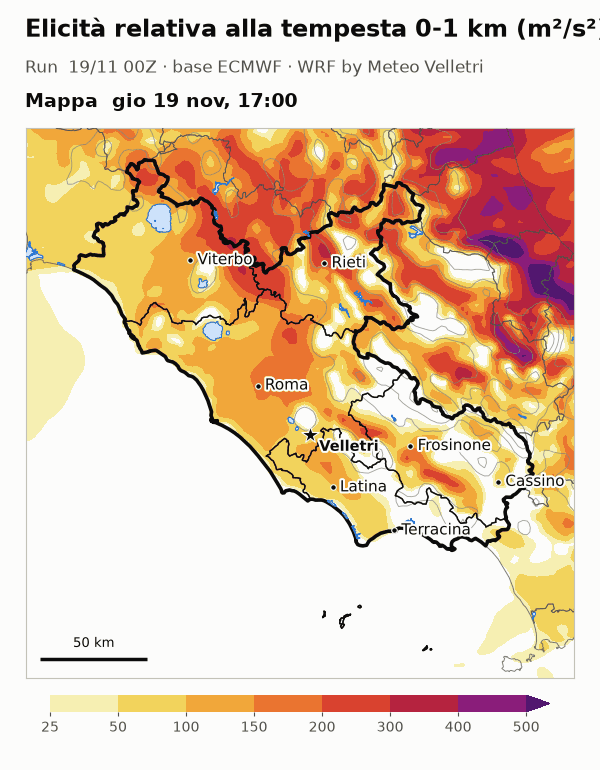 Elicità relativa alla tempesta 0-1 km (m²/s²)
Run 19/11 00Z · base ECMWF · WRF by Meteo Velletri
Mappa gio 19 nov, 17:00
Viterbo
Rieti
Roma
Velletri
Frosinone
Cassino
Latina
Terracina
50 km
25 50 100 150 200 300 400 500